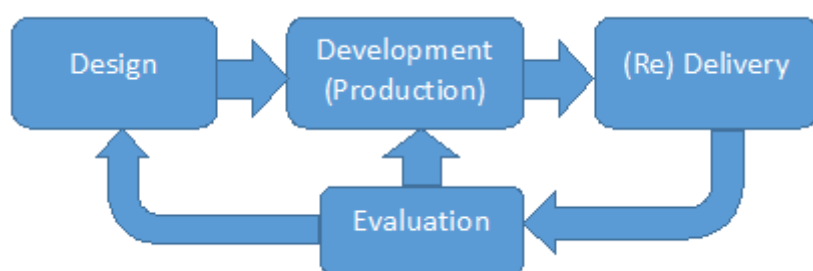 Design
Development
(Production)
(Re) Delivery
Evaluation